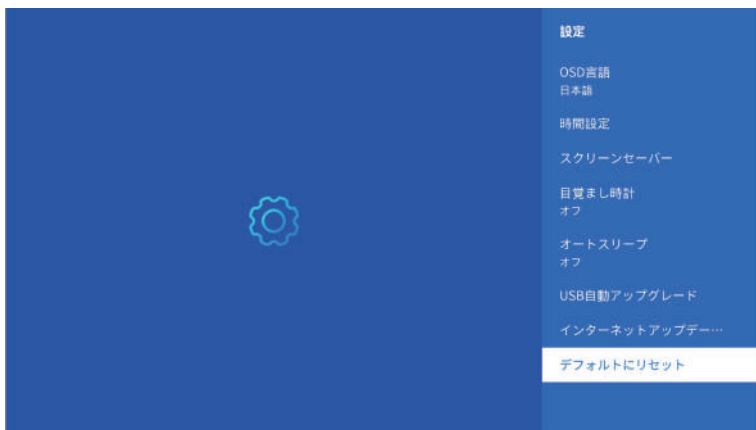 設定
OSD言語
日本語
時間設定
スクリーンセーバー
目覚まし時計
オフ
オートスリープ
オフ
USB自動アップグレード
インターネットアップデー…
デフォルトにリセット